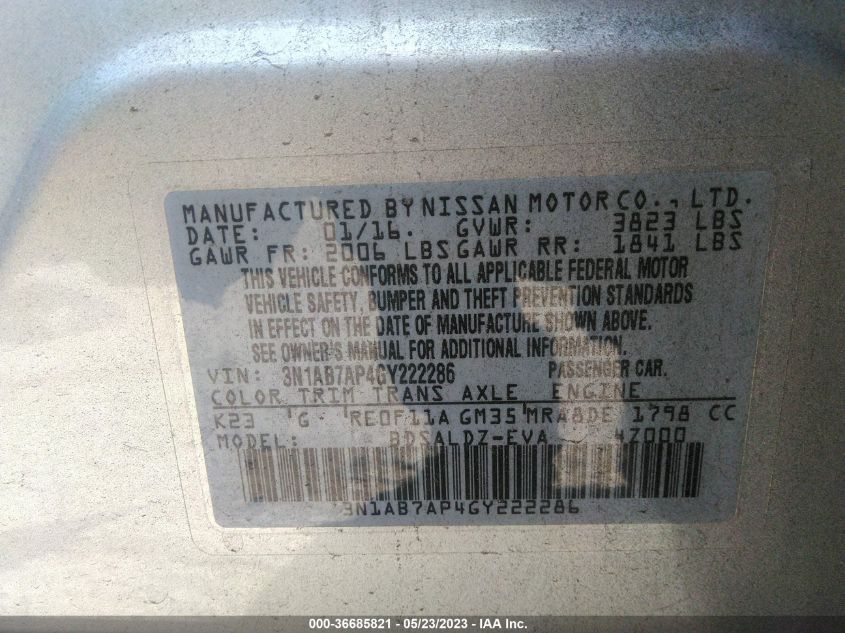 MANUFACTURED BY NISSAN MOTOR CO., LTD.
DATE: 01/16. GVWR: 3823 LBS
GAWR FR: 2006 LBS GAWR RR: 1841 LBS
THIS VEHICLE CONFORMS TO ALL APPLICABLE FEDERAL MOTOR
VEHICLE SAFETY, BUMPER AND THEFT PREVENTION STANDARDS
IN EFFECT ON THE DATE OF MANUFACTURE SHOWN ABOVE.
SEE OWNER'S MANUAL FOR ADDITIONAL INFORMATION.
VIN: 3N1AB7AP4GY222286 PASSENGER CAR.
COLOR TRIM TRANS AXLE ENGINE
K23 G RE0F11A GM35 MRA8DE 1798 CC
MODEL: BDSALDZ-EVA 4Z000
3N1AB7AP4GY222286
000-36685821 - 05/23/2023 - IAA Inc.